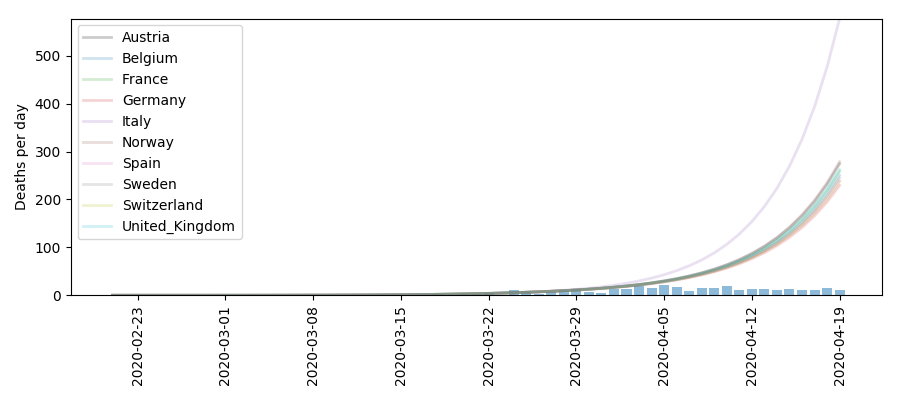 Austria
Belgium
France
Germany
Italy
Norway
Spain
Sweden
Switzerland
United_Kingdom
Deaths per day
500
400
300
200
100
0
2020-02-23
2020-03-01
2020-03-08
2020-03-15
2020-03-22
2020-03-29
2020-04-05
2020-04-12
2020-04-19